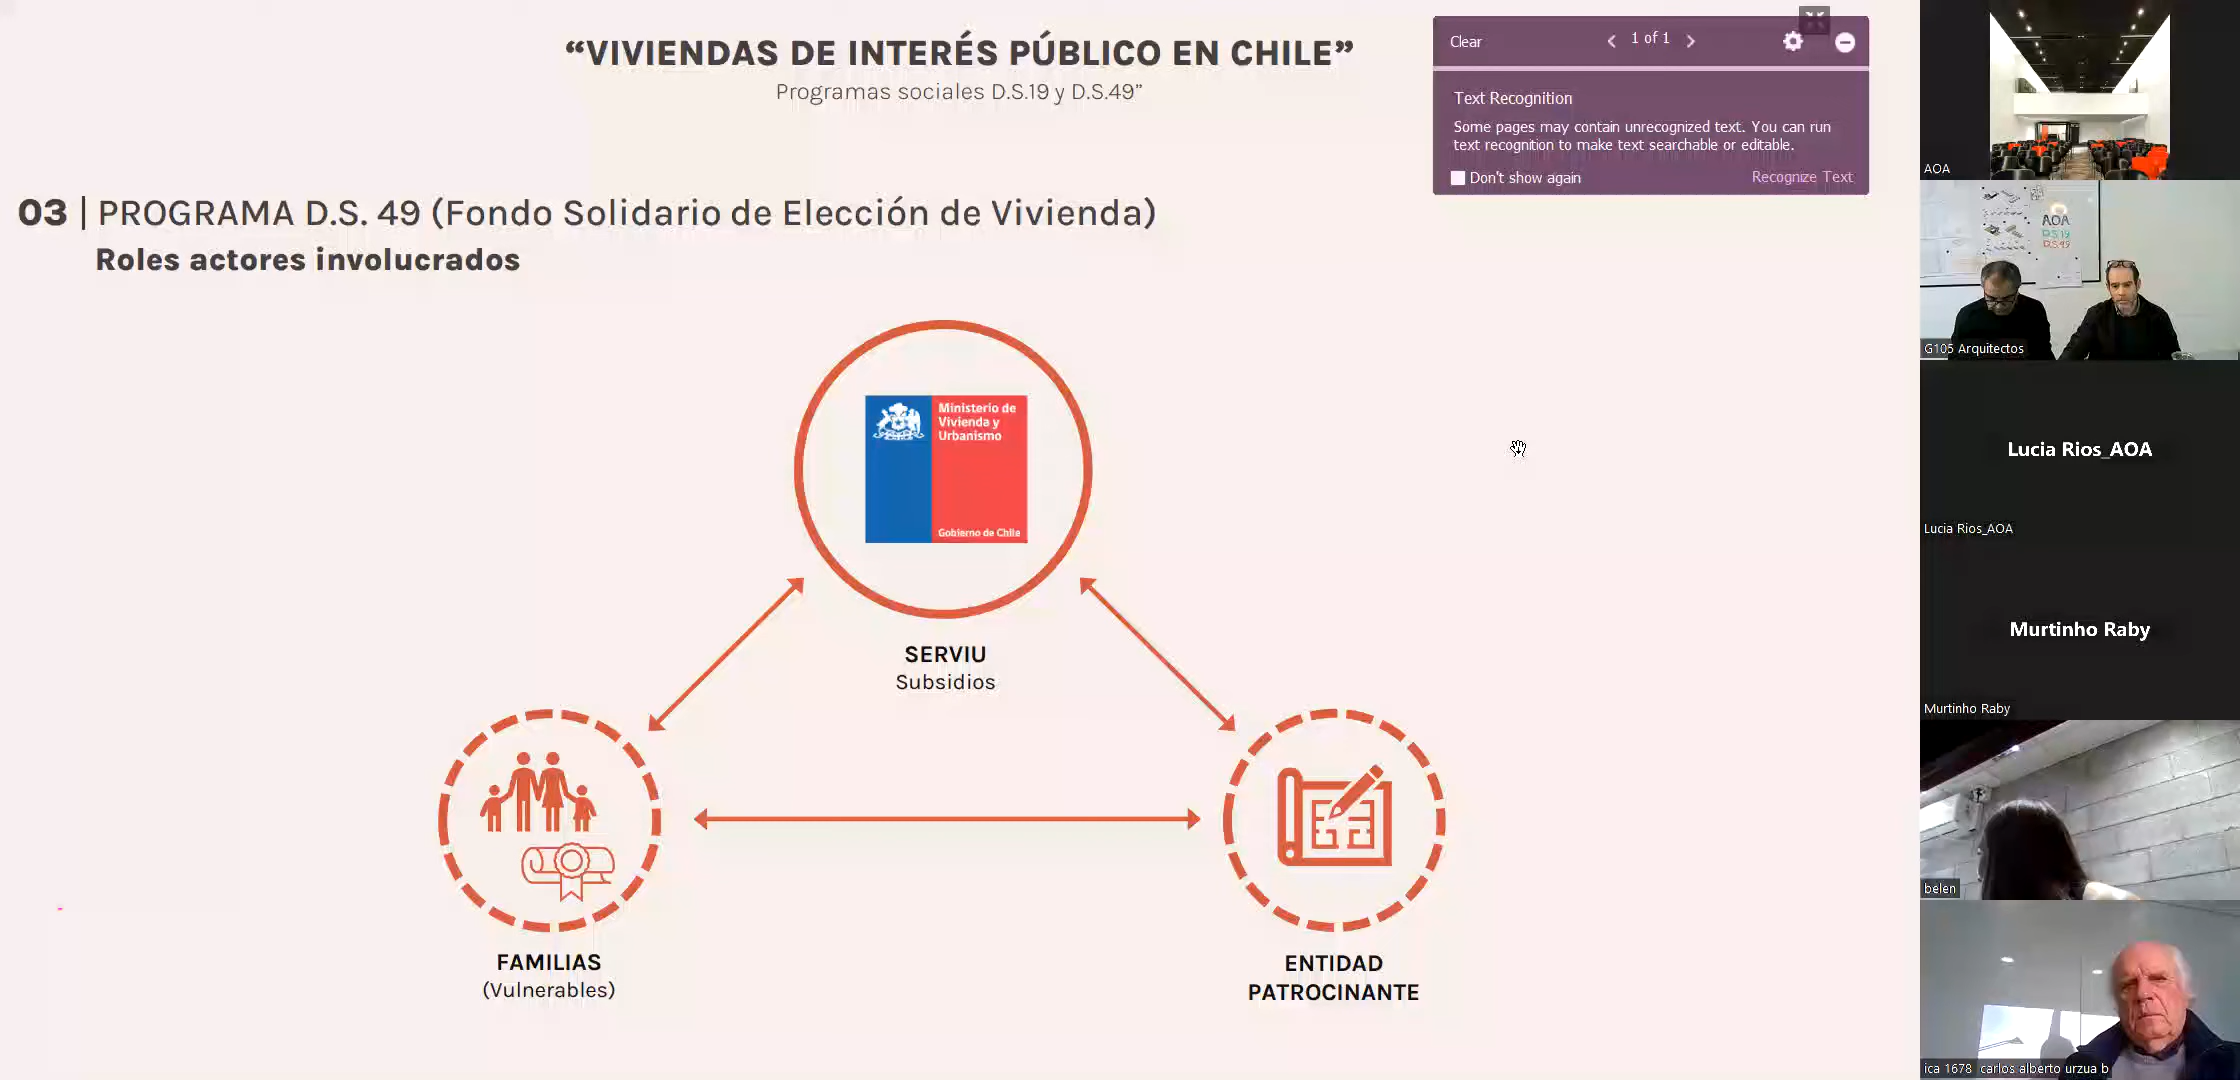 “VIVIENDAS DE INTERÉS PÚBLICO EN CHILE”
Programas sociales D.S.19 y D.S.49”
Clear
1 of 1
Text Recognition
Some pages may contain unrecognized text. You can run
text recognition to make text searchable or editable.
Don't show again
Recognize Text
03 | PROGRAMA D.S. 49 (Fondo Solidario de Elección de Vivienda)
Roles actores involucrados
Ministerio de
Vivienda y
Urbanismo
Gobierno de Chile
SERVIU
Subsidios
FAMILIAS
(Vulnerables)
ENTIDAD
PATROCINANTE
AOA
AOA
D.S.19
D.S.49
G105 Arquitectos
Lucia Rios_AOA
Lucia Rios_AOA
Murtinho Raby
Murtinho Raby
belen
ica 1678 carlos alberto urzua b